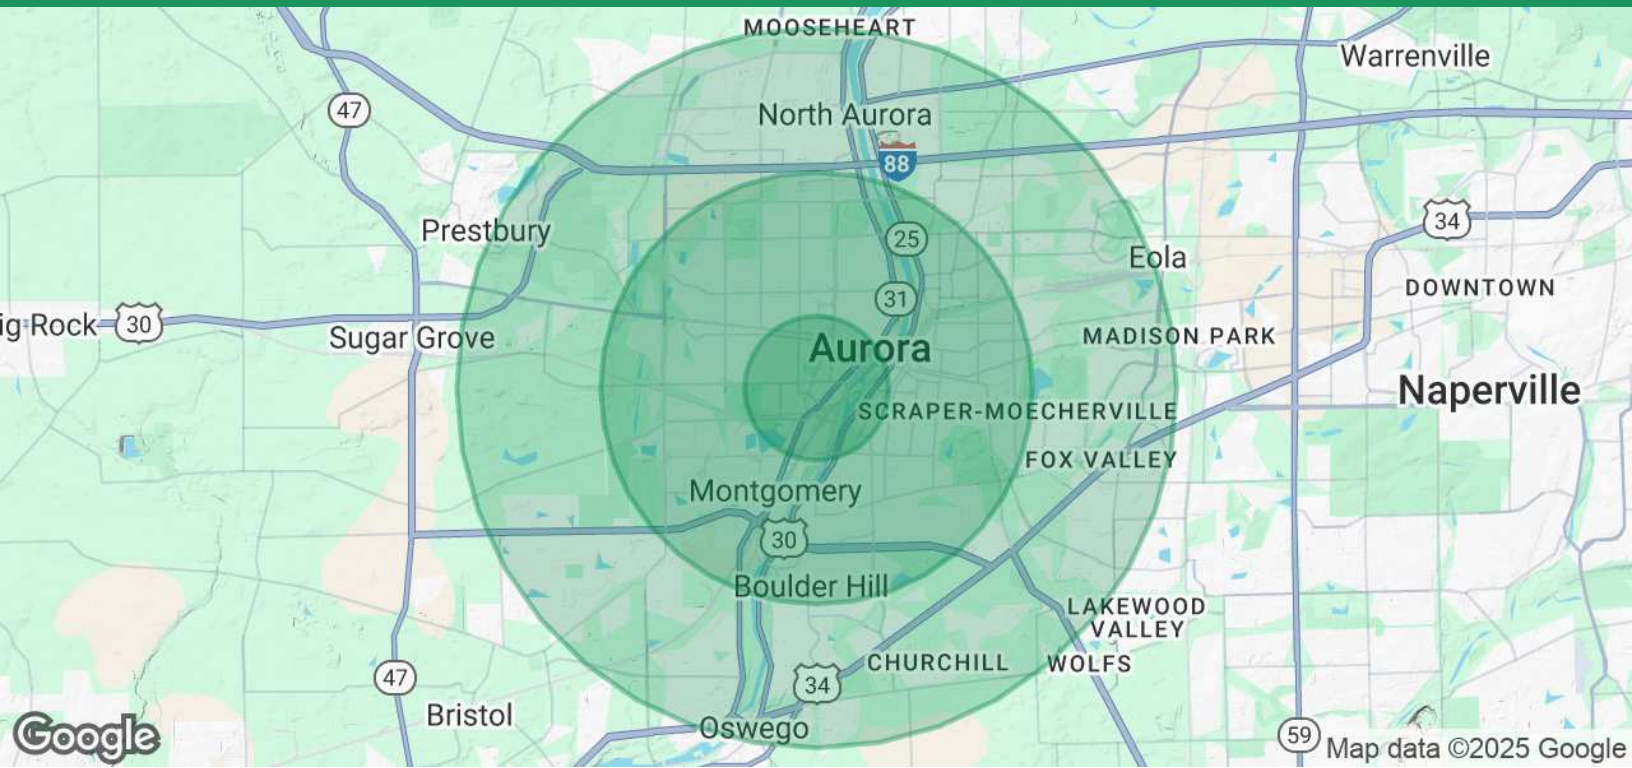 MOOSEHEART
Warrenville
47
North Aurora
88
34
Prestbury
25
Eola
DOWNTOWN
31
ig Rock
30
Sugar Grove
MADISON PARK
Aurora
Naperville
SCRAPER-MOECHERVILLE
FOX VALLEY
Montgomery
30
Boulder Hill
LAKEWOOD
VALLEY
CHURCHILL
WOLFS
47
34
Bristol
Oswego
Google
59
Map data ©2025 Google